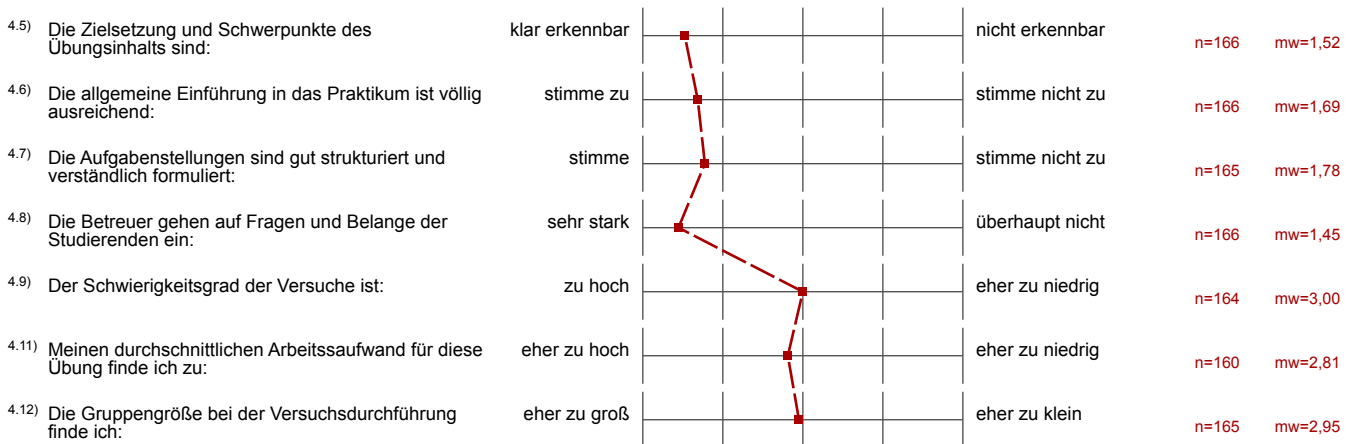 4.5) Die Zielsetzung und Schwerpunkte des Übungsinhalts sind: klar erkennbar nicht erkennbar n=166 mw=1,52
4.6) Die allgemeine Einführung in das Praktikum ist völlig ausreichend: stimme zu stimme nicht zu n=166 mw=1,69
4.7) Die Aufgabenstellungen sind gut strukturiert und verständlich formuliert: stimme stimme nicht zu n=165 mw=1,78
4.8) Die Betreuer gehen auf Fragen und Belange der Studierenden ein: sehr stark überhaupt nicht n=166 mw=1,45
4.9) Der Schwierigkeitsgrad der Versuche ist: zu hoch eher zu niedrig n=164 mw=3,00
4.11) Meinen durchschnittlichen Arbeitssaufwand für diese Übung finde ich zu: eher zu hoch eher zu niedrig n=160 mw=2,81
4.12) Die Gruppengröße bei der Versuchsdurchführung finde ich: eher zu groß eher zu klein n=165 mw=2,95